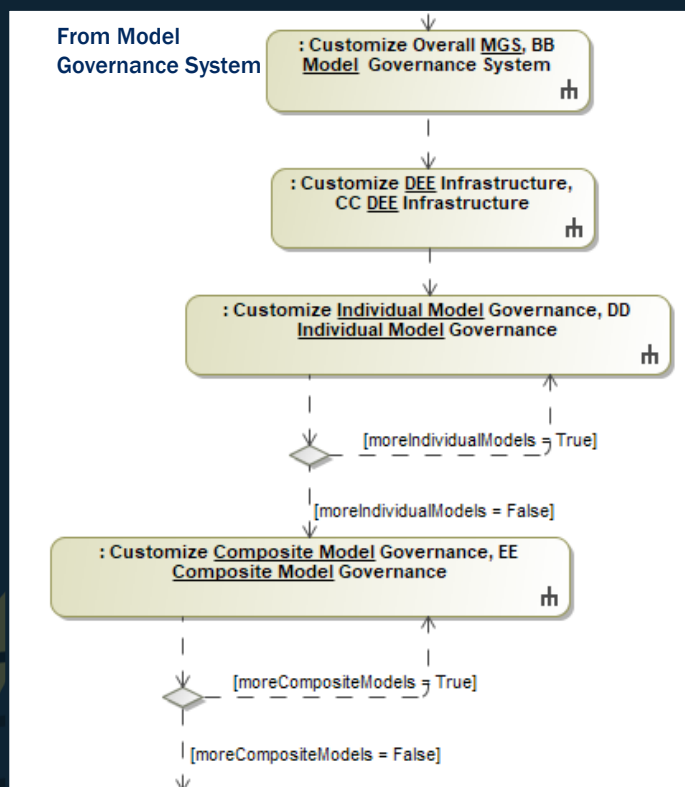 From Model
Governance System
: Customize Overall MGS, BB
Model Governance System
: Customize DEE Infrastructure,
CC DEE Infrastructure
: Customize Individual Model Governance, DD
Individual Model Governance
[moreIndividualModels = True]
[moreIndividualModels = False]
: Customize Composite Model Governance, EE
Composite Model Governance
[moreCompositeModels = True]
[moreCompositeModels = False]